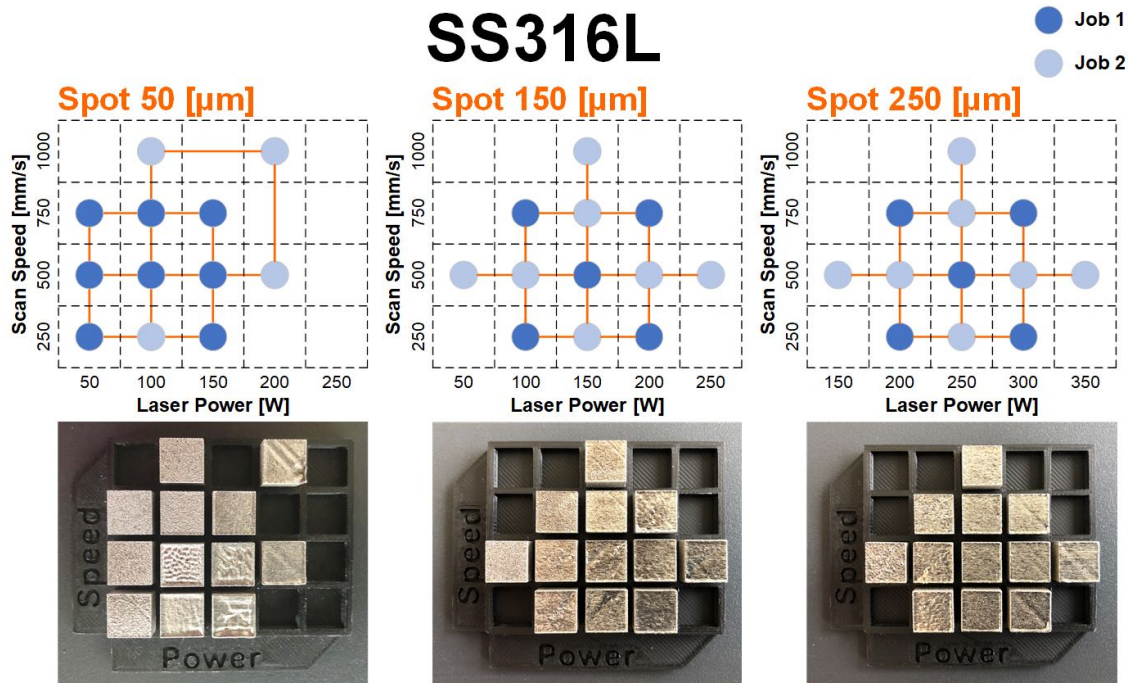 SS316L
Job 1
Job 2
Spot 50 [µm]
Spot 150 [µm]
Spot 250 [µm]
Scan Speed [mm/s]
1000
750
500
250
50 100 150 200 250
Laser Power [W]
Scan Speed [mm/s]
1000
750
500
250
50 100 150 200 250
Laser Power [W]
Scan Speed [mm/s]
1000
750
500
250
150 200 250 300 350
Laser Power [W]
Speed
Power
Speed
Power
Speed
Power